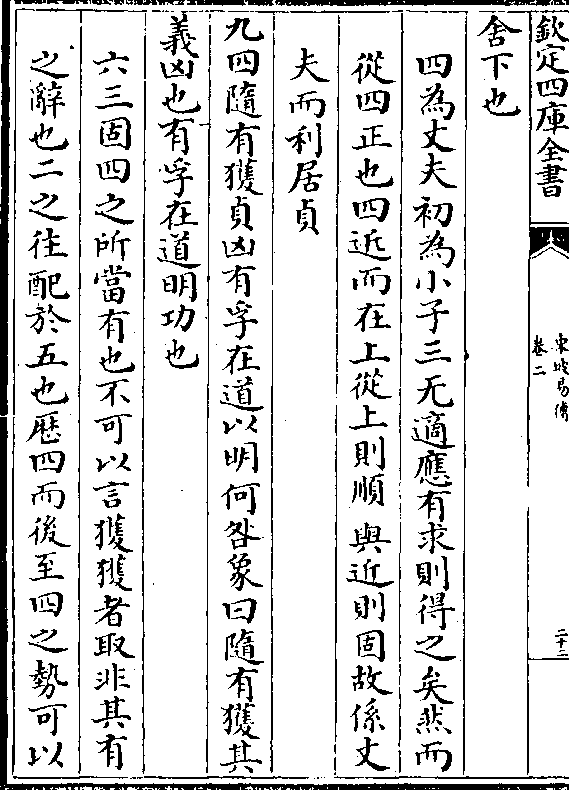 欽定四庫全書
東坡易傳
卷二
二十二
舍下也
四為丈夫初為小子三无適應有求則得之矣然而
從四正也四近而在上從上則順與近則固故係丈
夫而利居貞
九四隨有獲貞凶有孚在道以明何咎象曰隨有獲其
義凶也有孚在道明功也
六三固四之所當有也不可以言獲獲者取非其有
之辭也二之往配於五也歷四而後至四之勢可以